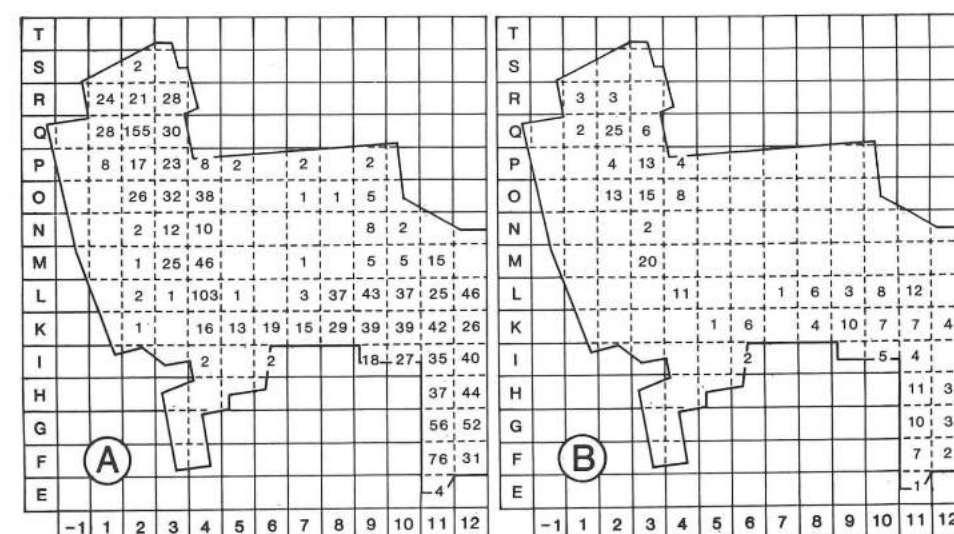 T T
S 2 S
R 24 21 28 R 3 3
Q 28 155 30 Q 2 25 6
P 8 17 23 8 2 2 2 P 4 13 4
O 26 32 38 1 1 5 O 13 15 8
N 2 12 10 8 2 N 2
M 1 25 46 1 5 5 15 M 20
L 2 1 103 1 3 37 43 37 25 46 L 11 1 6 3 8 12
K 1 16 13 19 15 29 39 39 42 26 K 1 6 4 10 7 7 4
I 2 2 18 27 35 40 I 2 5 4
H 37 44 H 11 3
G 56 52 G 10 3
F A 76 31 F B 7 2
E 4 E 1
-1 1 2 3 4 5 6 7 8 9 10 11 12 -1 1 2 3 4 5 6 7 8 9 10 11 12